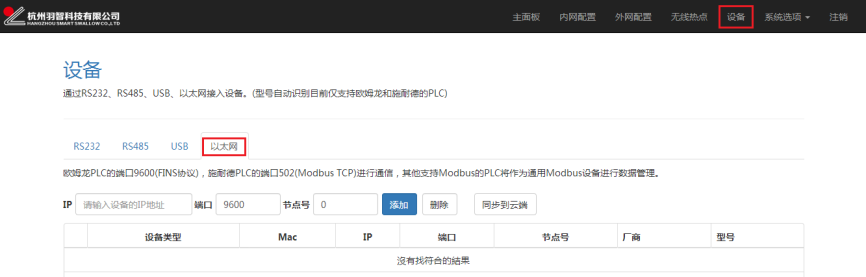 杭州羽智科技有限公司
HANGZHOU SMART SWALLOW CO.,LTD
主面板 内网配置 外网配置 无线热点 设备 系统选项 注销
设备
通过RS232、RS485、USB、以太网接入设备。(型号自动识别目前仅支持欧姆龙和施耐德的PLC)
RS232 RS485 USB 以太网
欧姆龙PLC的端口9600(FINS协议)，施耐德PLC的端口502(Modbus TCP)进行通信，其他支持Modbus的PLC将作为通用Modbus设备进行数据管理。
IP 请输入设备的IP地址 端口 9600 节点号 0 添加 删除 同步到云端
设备类型 Mac IP 端口 节点号 厂商 型号
沒有找符合的結果